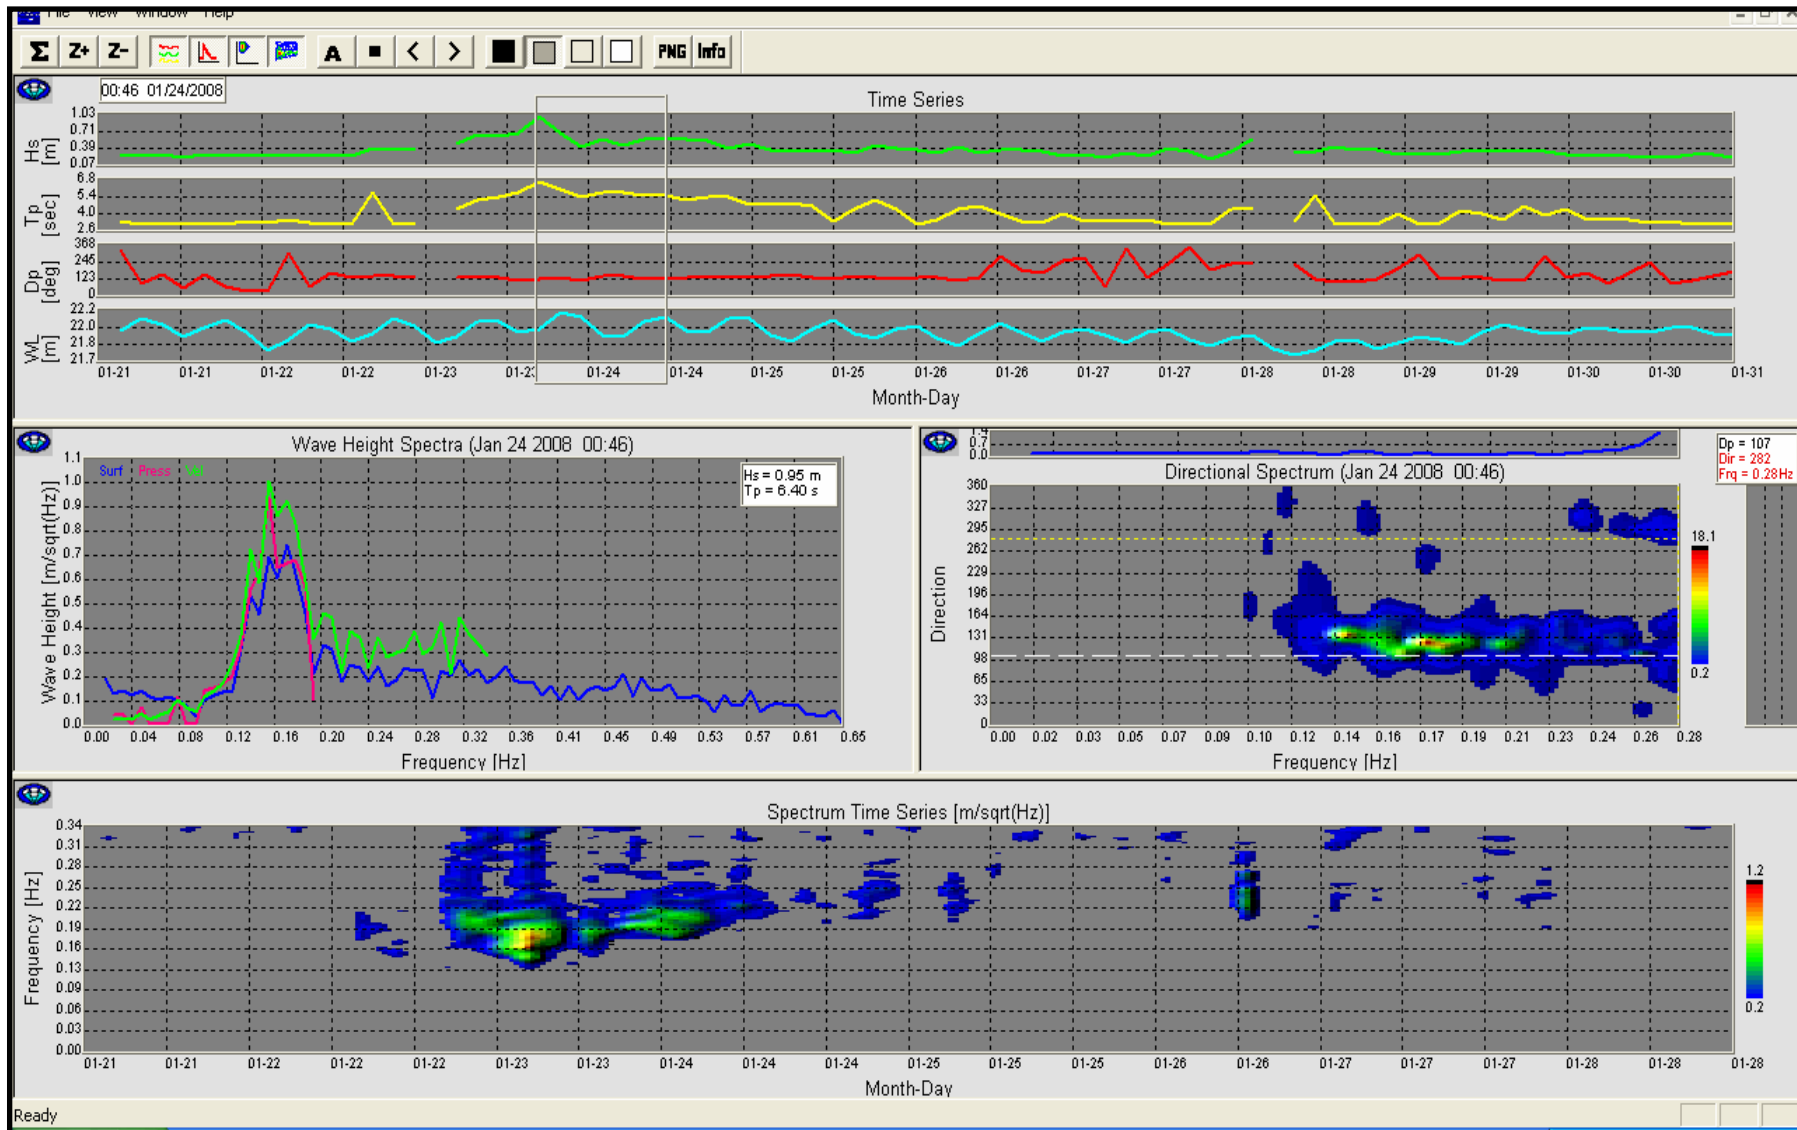 File View Window Help
Σ Z+ Z- A ■ < > PNG Info
00:46 01/24/2008
Time Series
Hs [m]
1.03
0.71
0.39
0.07
Tp [sec]
6.8
5.4
4.0
2.6
Dp [deg]
368
245
123
0
WL [m]
22.2
22.0
21.8
21.7
01-21 01-21 01-22 01-22 01-23 01-23 01-24 01-24 01-25 01-25 01-26 01-26 01-27 01-27 01-28 01-28 01-29 01-29 01-30 01-30 01-31
Month-Day
Wave Height Spectra (Jan 24 2008 00:46)
Surf Press Vel
Hs = 0.95 m
Tp = 6.40 s
Wave Height [m/sqrt(Hz)]
1.1
1.0
0.9
0.8
0.7
0.6
0.5
0.4
0.3
0.2
0.1
0.0
0.00 0.04 0.08 0.12 0.16 0.20 0.24 0.28 0.32 0.36 0.41 0.45 0.49 0.53 0.57 0.61 0.65
Frequency [Hz]
1.4
0.7
0.0
Dp = 107
Dir = 282
Frq = 0.28Hz
Directional Spectrum (Jan 24 2008 00:46)
Direction
360
327
295
262
229
196
164
131
98
65
33
0
18.1
0.2
0.00 0.02 0.03 0.05 0.07 0.09 0.10 0.12 0.14 0.16 0.17 0.19 0.21 0.22 0.24 0.26 0.28
Frequency [Hz]
Spectrum Time Series [m/sqrt(Hz)]
Frequency [Hz]
0.34
0.31
0.28
0.25
0.22
0.19
0.16
0.13
0.09
0.06
0.03
0.00
1.2
0.2
01-21 01-21 01-22 01-22 01-22 01-23 01-23 01-24 01-24 01-24 01-25 01-25 01-25 01-26 01-26 01-27 01-27 01-27 01-28 01-28 01-28
Month-Day
Ready